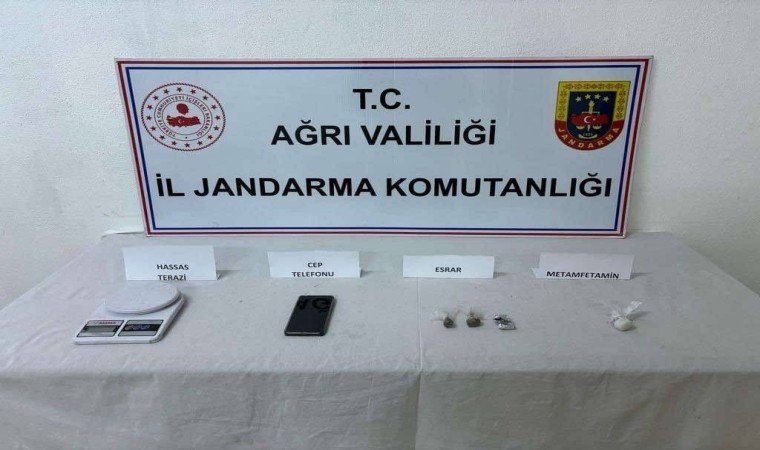 T.C.
AĞRI VALİLİĞİ
İL JANDARMA KOMUTANLIĞI
JANDARMA
HASSAS
TERAZİ
CEP
TELEFONU
ESRAR
METAMFETAMİN